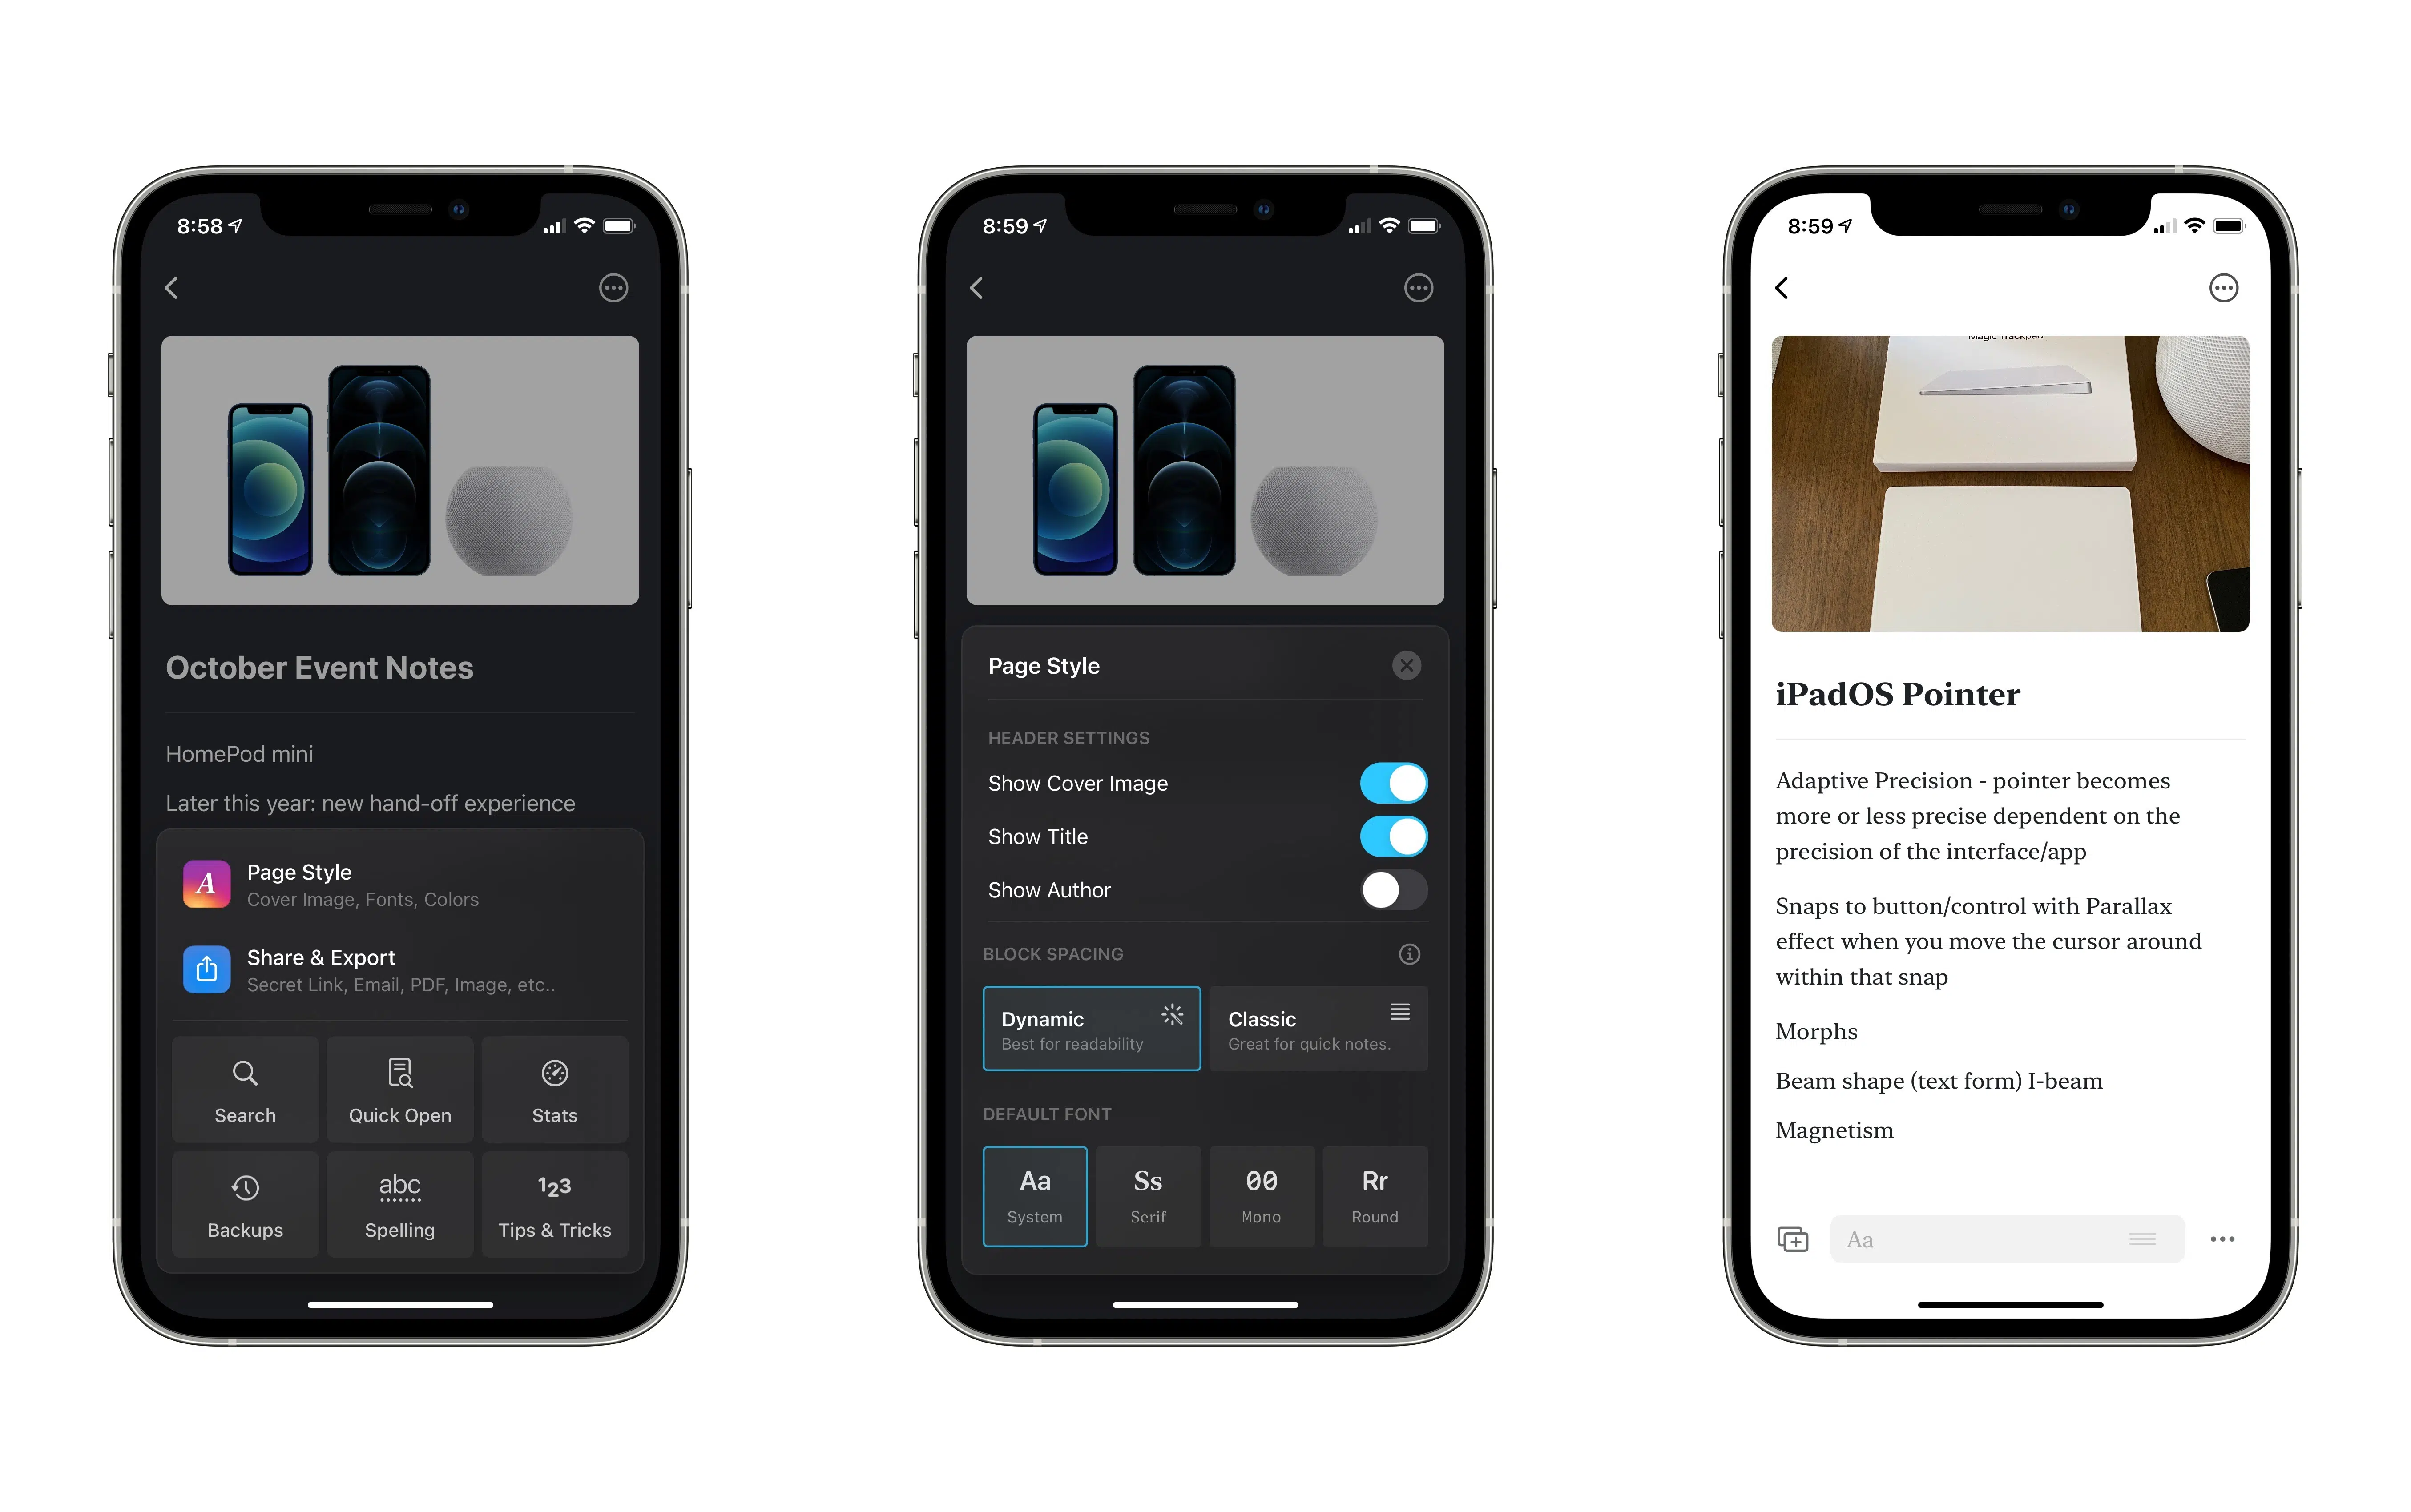 8:58
October Event Notes
HomePod mini
Later this year: new hand-off experience
A
Page Style
Cover Image, Fonts, Colors
Share & Export
Secret Link, Email, PDF, Image, etc..
Search
Quick Open
Stats
abc
123
Backups
Spelling
Tips & Tricks
8:59
Page Style
HEADER SETTINGS
Show Cover Image
Show Title
Show Author
BLOCK SPACING
Dynamic
Best for readability
Classic
Great for quick notes.
DEFAULT FONT
Aa
System
Ss
Serif
00
Mono
Rr
Round
8:59
Magic Trackpad
iPadOS Pointer
Adaptive Precision - pointer becomes
more or less precise dependent on the
precision of the interface/app
Snaps to button/control with Parallax
effect when you move the cursor around
within that snap
Morphs
Beam shape (text form) I-beam
Magnetism
Aa